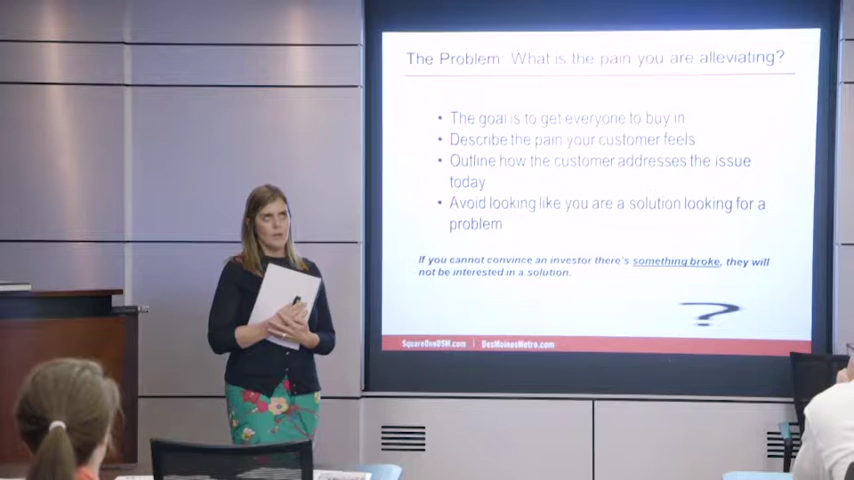 The Problem: What is the pain you are alleviating?
• The goal is to get everyone to buy in
• Describe the pain your customer feels
• Outline how the customer addresses the issue
today
• Avoid looking like you are a solution looking for a
problem
If you cannot convince an investor there's something broke, they will
not be interested in a solution.
?
SquareOneDSM.com | DesMoinesMetro.com